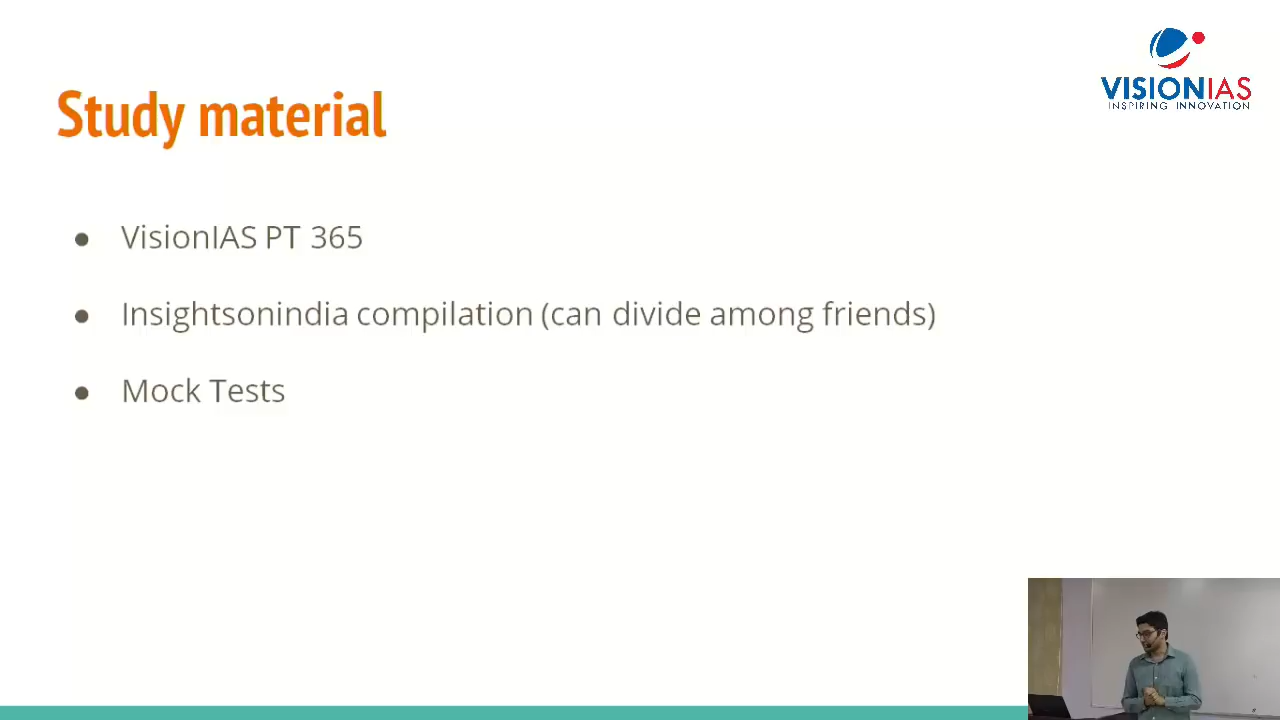 VISIONIAS
INSPIRING INNOVATION
Study material
● VisionIAS PT 365
● Insightsonindia compilation (can divide among friends)
● Mock Tests